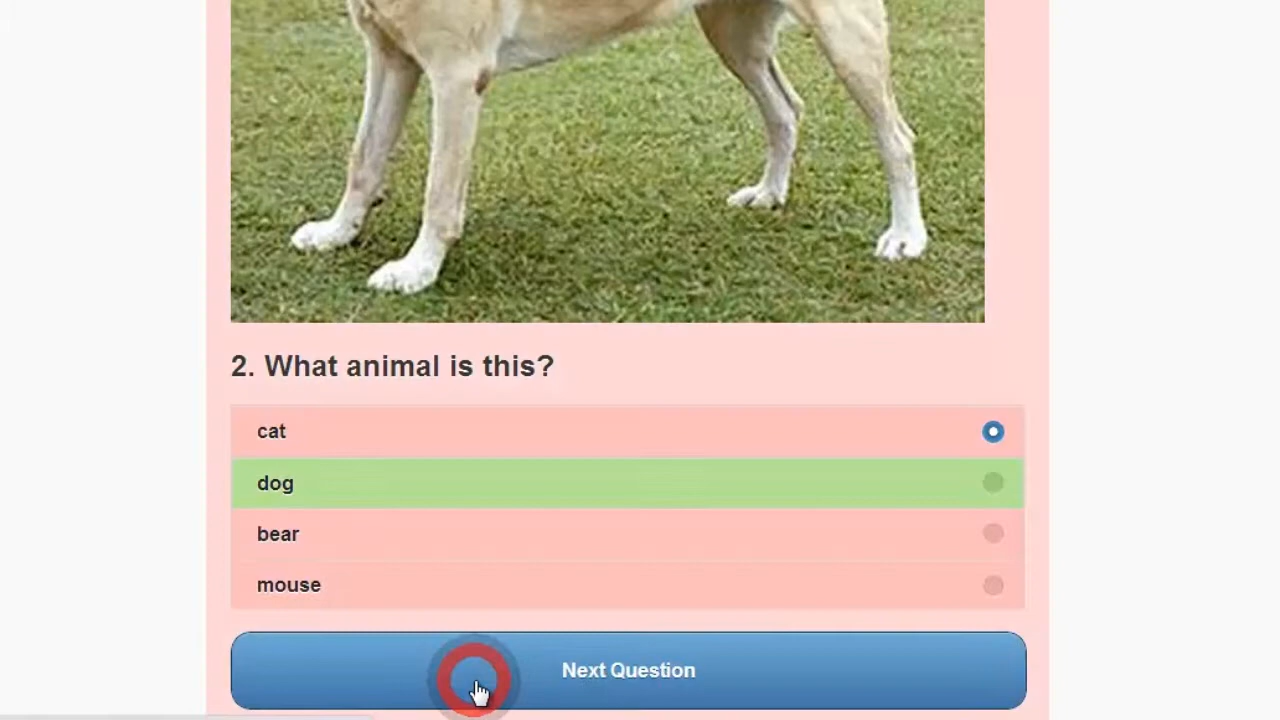 2. What animal is this?
cat
dog
bear
mouse
Next Question